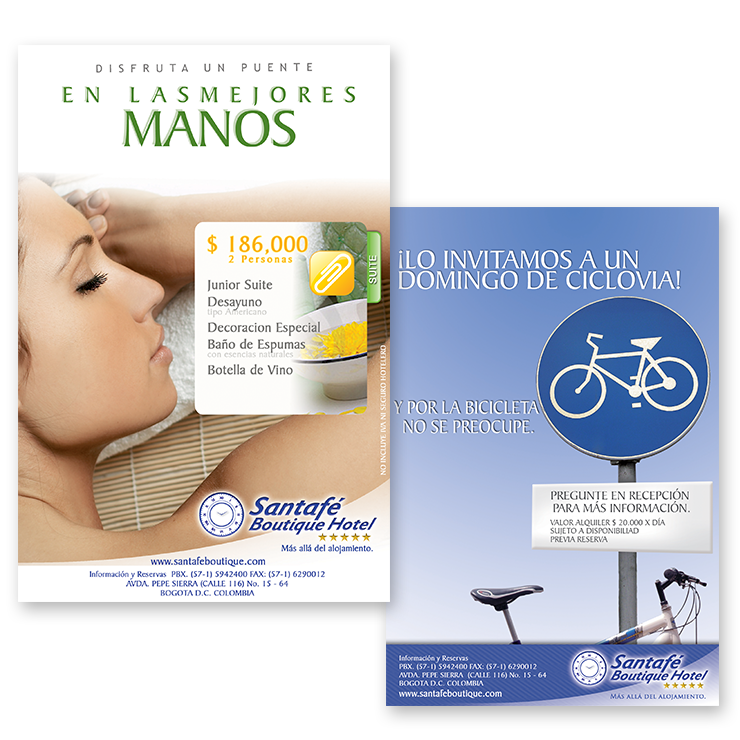 DISFRUTA UN PUENTE
EN LASMEJORES
MANOS
$ 186,000
2 Personas
Junior Suite
Desayuno
tipo Americano
Decoracion Especial
Baño de Espumas
con esencias naturales
Botella de Vino
SUITE
NO INCLUYE IVA NI SEGURO HOTELERO
Santafé
Boutique Hotel
Más allá del alojamiento.
www.santafeboutique.com
Información y Reservas PBX. (57-1) 5942400 FAX: (57-1) 6290012
AVDA. PEPE SIERRA (CALLE 116) No. 15 - 64
BOGOTA D.C. COLOMBIA
¡LO INVITAMOS A UN
DOMINGO DE CICLOVIA!
Y POR LA BICICLETA
NO SE PREOCUPE.
PREGUNTE EN RECEPCIÓN
PARA MÁS INFORMACIÓN.
VALOR ALQUILER $ 20.000 X DÍA
SUJETO A DISPONIBILIAD
PREVIA RESERVA
Información y Reservas
PBX. (57-1) 5942400 FAX: (57-1) 6290012
AVDA. PEPE SIERRA (CALLE 116) No. 15 - 64
BOGOTA D.C. COLOMBIA
www.santafeboutique.com
Santafé
Boutique Hotel
MÁS ALLÁ DEL ALOJAMIENTO.